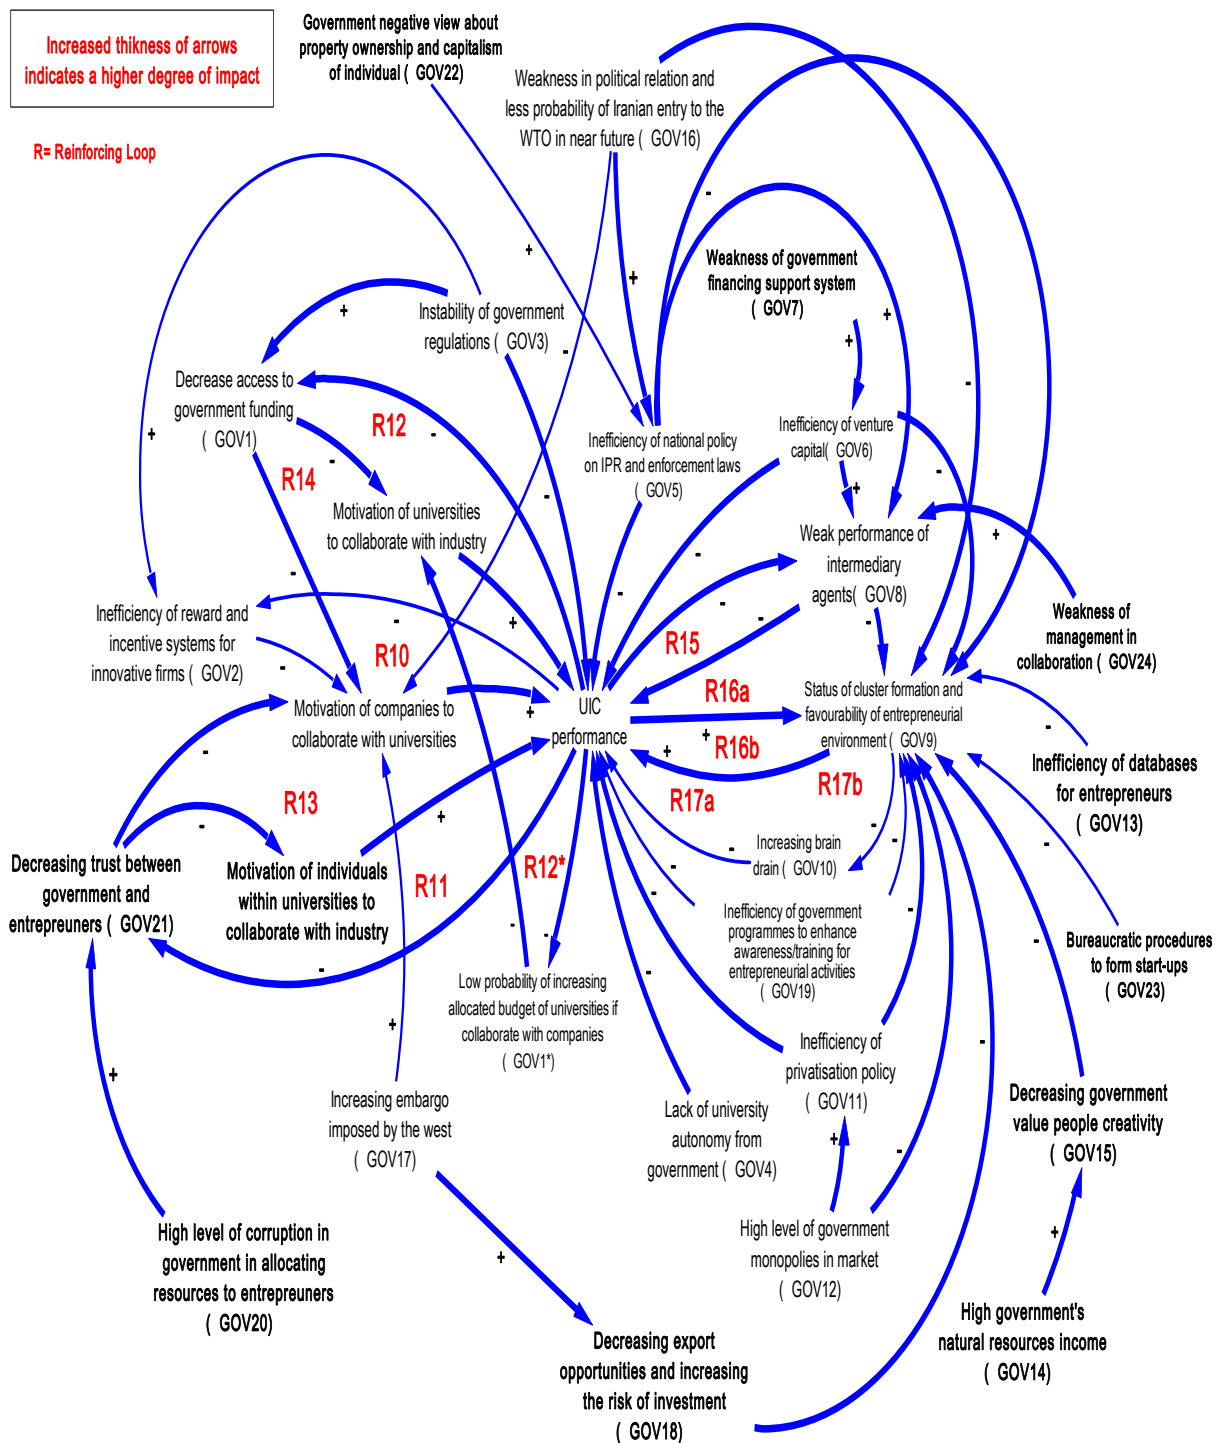 Increased thikness of arrows
indicates a higher degree of impact
R= Reinforcing Loop
Government negative view about
property ownership and capitalism
of individual ( GOV22)
Weakness in political relation and
less probability of Iranian entry to the
WTO in near future ( GOV16)
Weakness of government
financing support system
( GOV7)
Instability of government
regulations ( GOV3)
Decrease access to
government funding
( GOV1)
R12
R14
Inefficiency of national policy
on IPR and enforcement laws
( GOV5)
Inefficiency of venture
capital( GOV6)
Motivation of universities
to collaborate with industry
Weak performance of
intermediary
agents( GOV8)
Inefficiency of reward and
incentive systems for
innovative firms ( GOV2)
Weakness of
management in
collaboration ( GOV24)
R10
R15
R16a
Motivation of companies to
collaborate with universities
UIC
performance
Status of cluster formation and
favourability of entrepreneurial
environment ( GOV9)
R16b
R17a
R17b
Inefficiency of databases
for entrepreneurs
( GOV13)
R13
R11
R12*
Decreasing trust between
government and
entrepreuners ( GOV21)
Motivation of individuals
within universities to
collaborate with industry
Increasing brain
drain ( GOV10)
Inefficiency of government
programmes to enhance
awareness/training for
entrepreneurial activities
( GOV19)
Bureaucratic procedures
to form start-ups
( GOV23)
Low probability of increasing
allocated budget of universities if
collaborate with companies
( GOV1*)
Inefficiency of
privatisation policy
( GOV11)
Increasing embargo
imposed by the west
( GOV17)
Lack of university
autonomy from
government ( GOV4)
Decreasing government
value people creativity
( GOV15)
High level of corruption in
government in allocating
resources to entrepreuners
( GOV20)
High level of government
monopolies in market
( GOV12)
Decreasing export
opportunities and increasing
the risk of investment
( GOV18)
High government's
natural resources income
( GOV14)